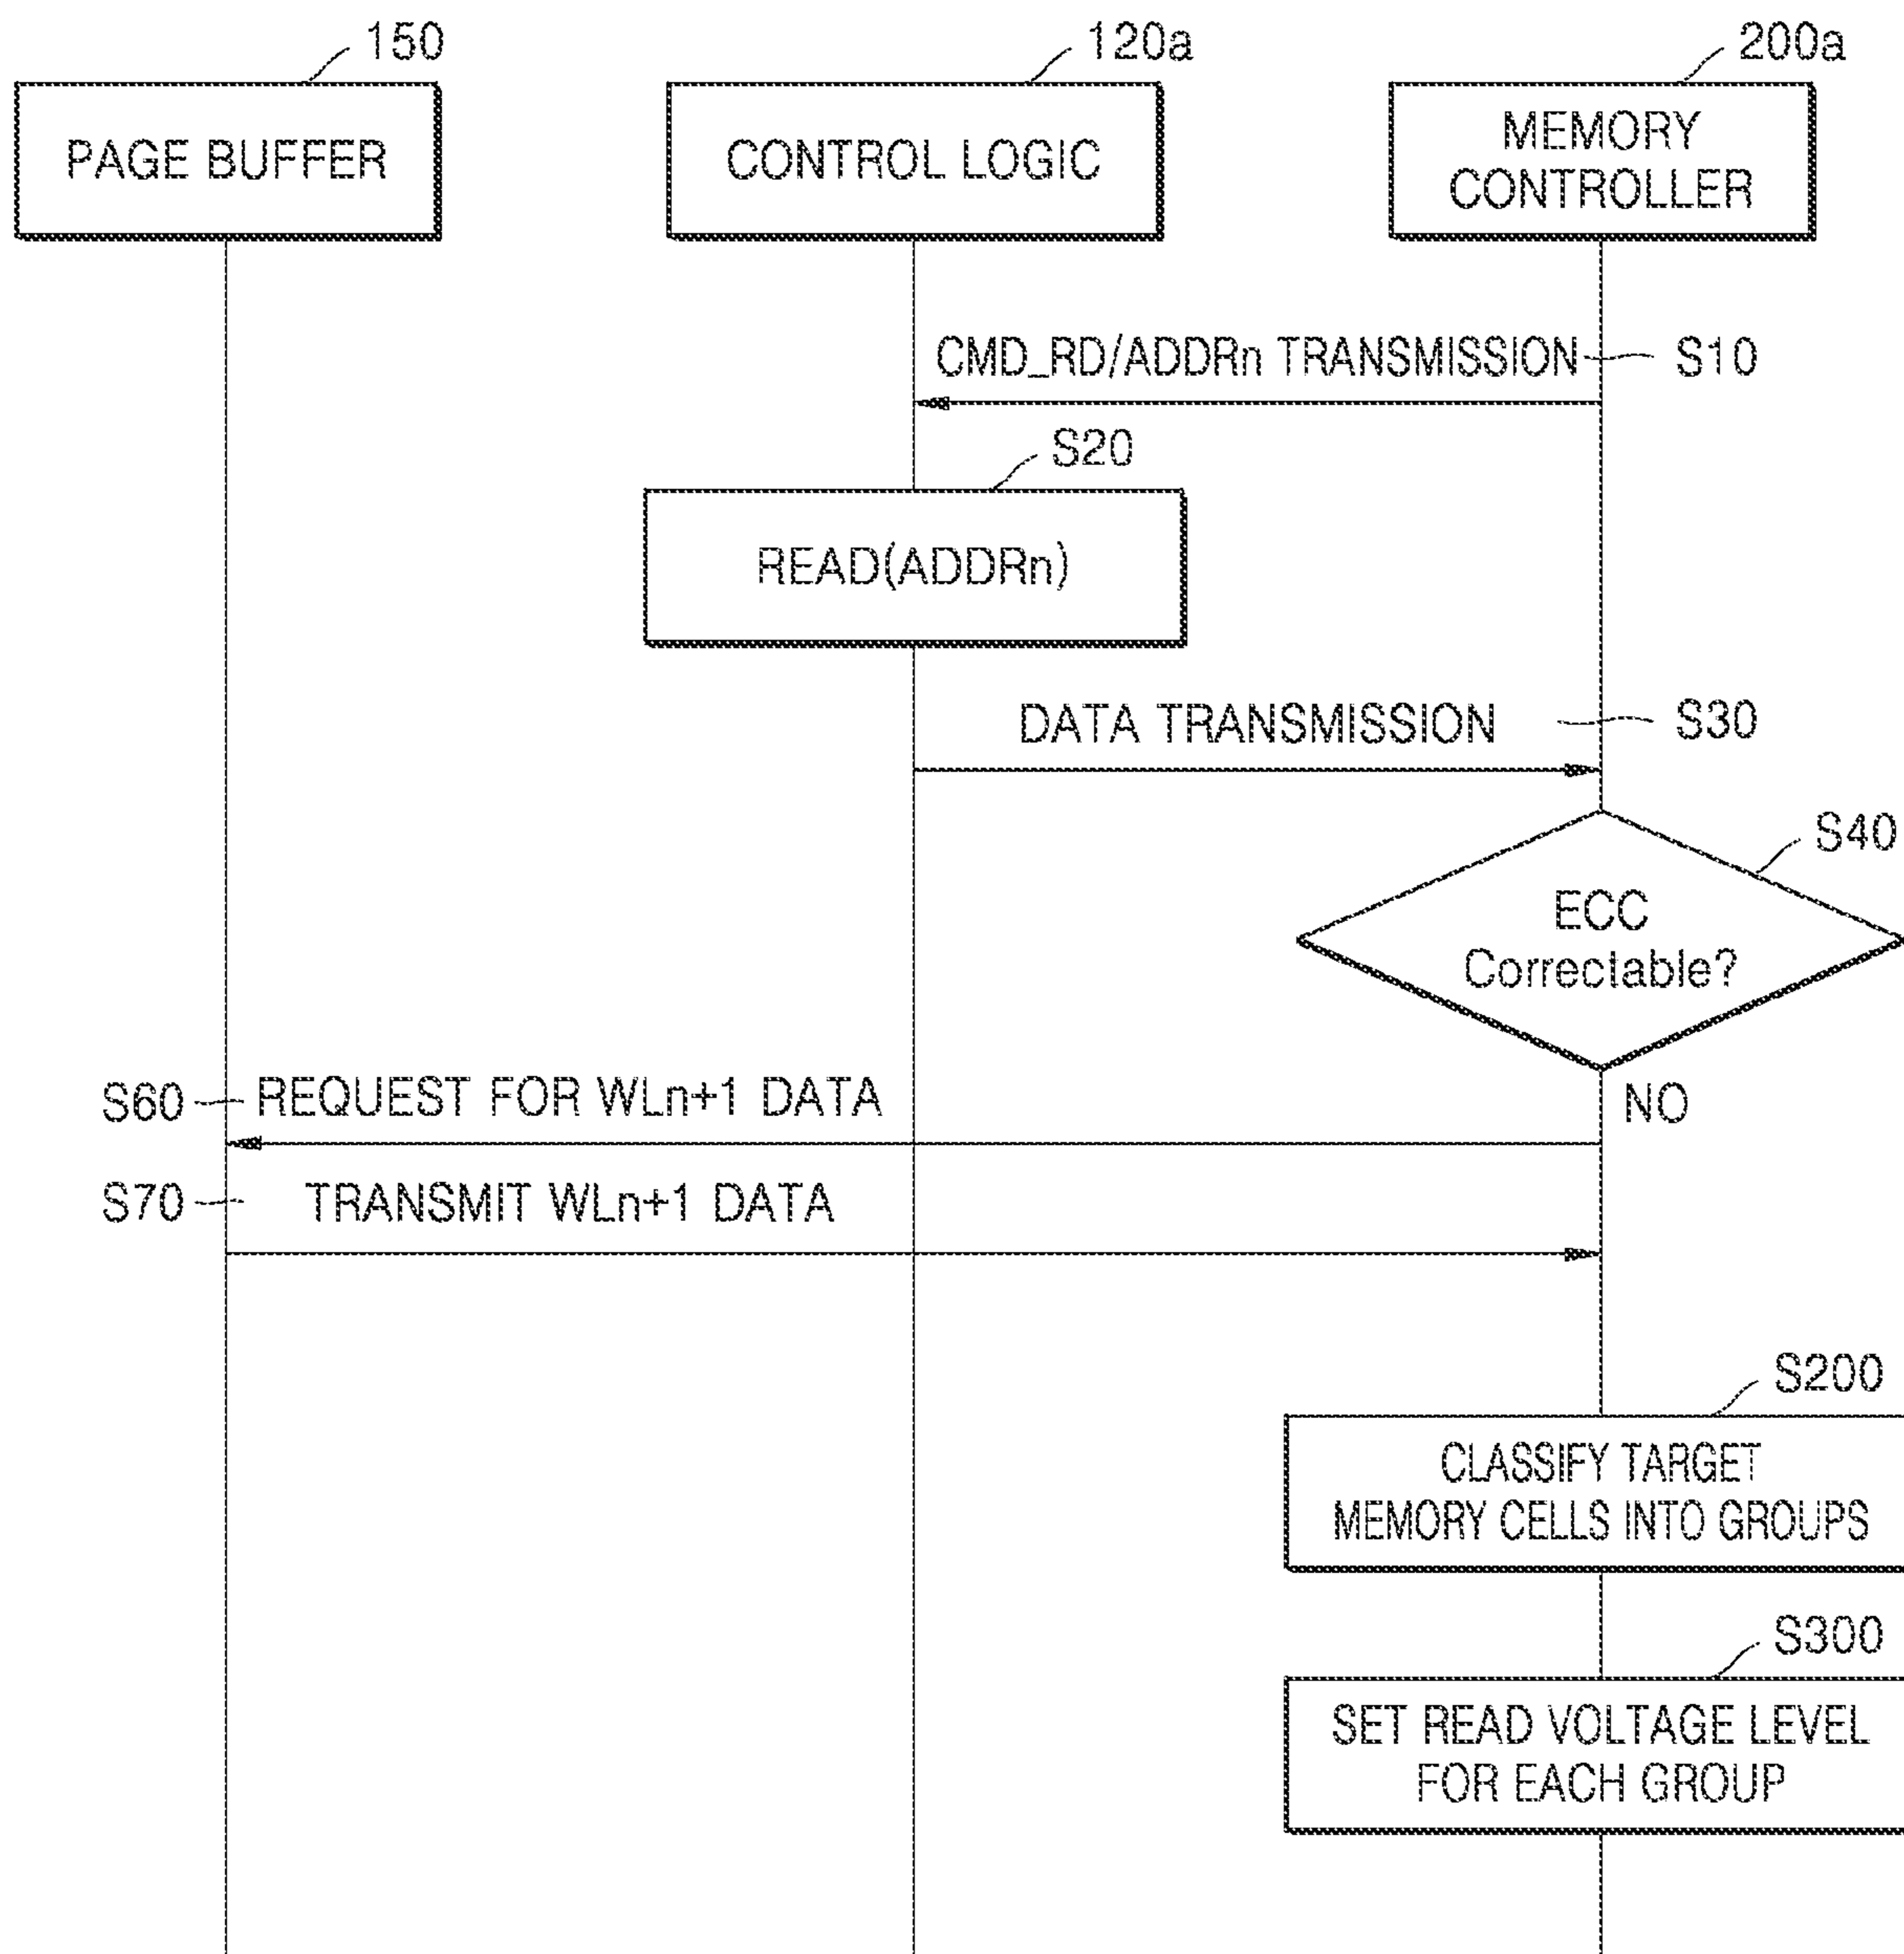 150
120a
200a
PAGE BUFFER
CONTROL LOGIC
MEMORY
CONTROLLER
CMD_RD/ADDRn TRANSMISSION
S10
S20
READ(ADDRn)
DATA TRANSMISSION
S30
S40
ECC
Correctable?
NO
S60
REQUEST FOR WLn+1 DATA
S70
TRANSMIT WLn+1 DATA
S200
CLASSIFY TARGET
MEMORY CELLS INTO GROUPS
S300
SET READ VOLTAGE LEVEL
FOR EACH GROUP